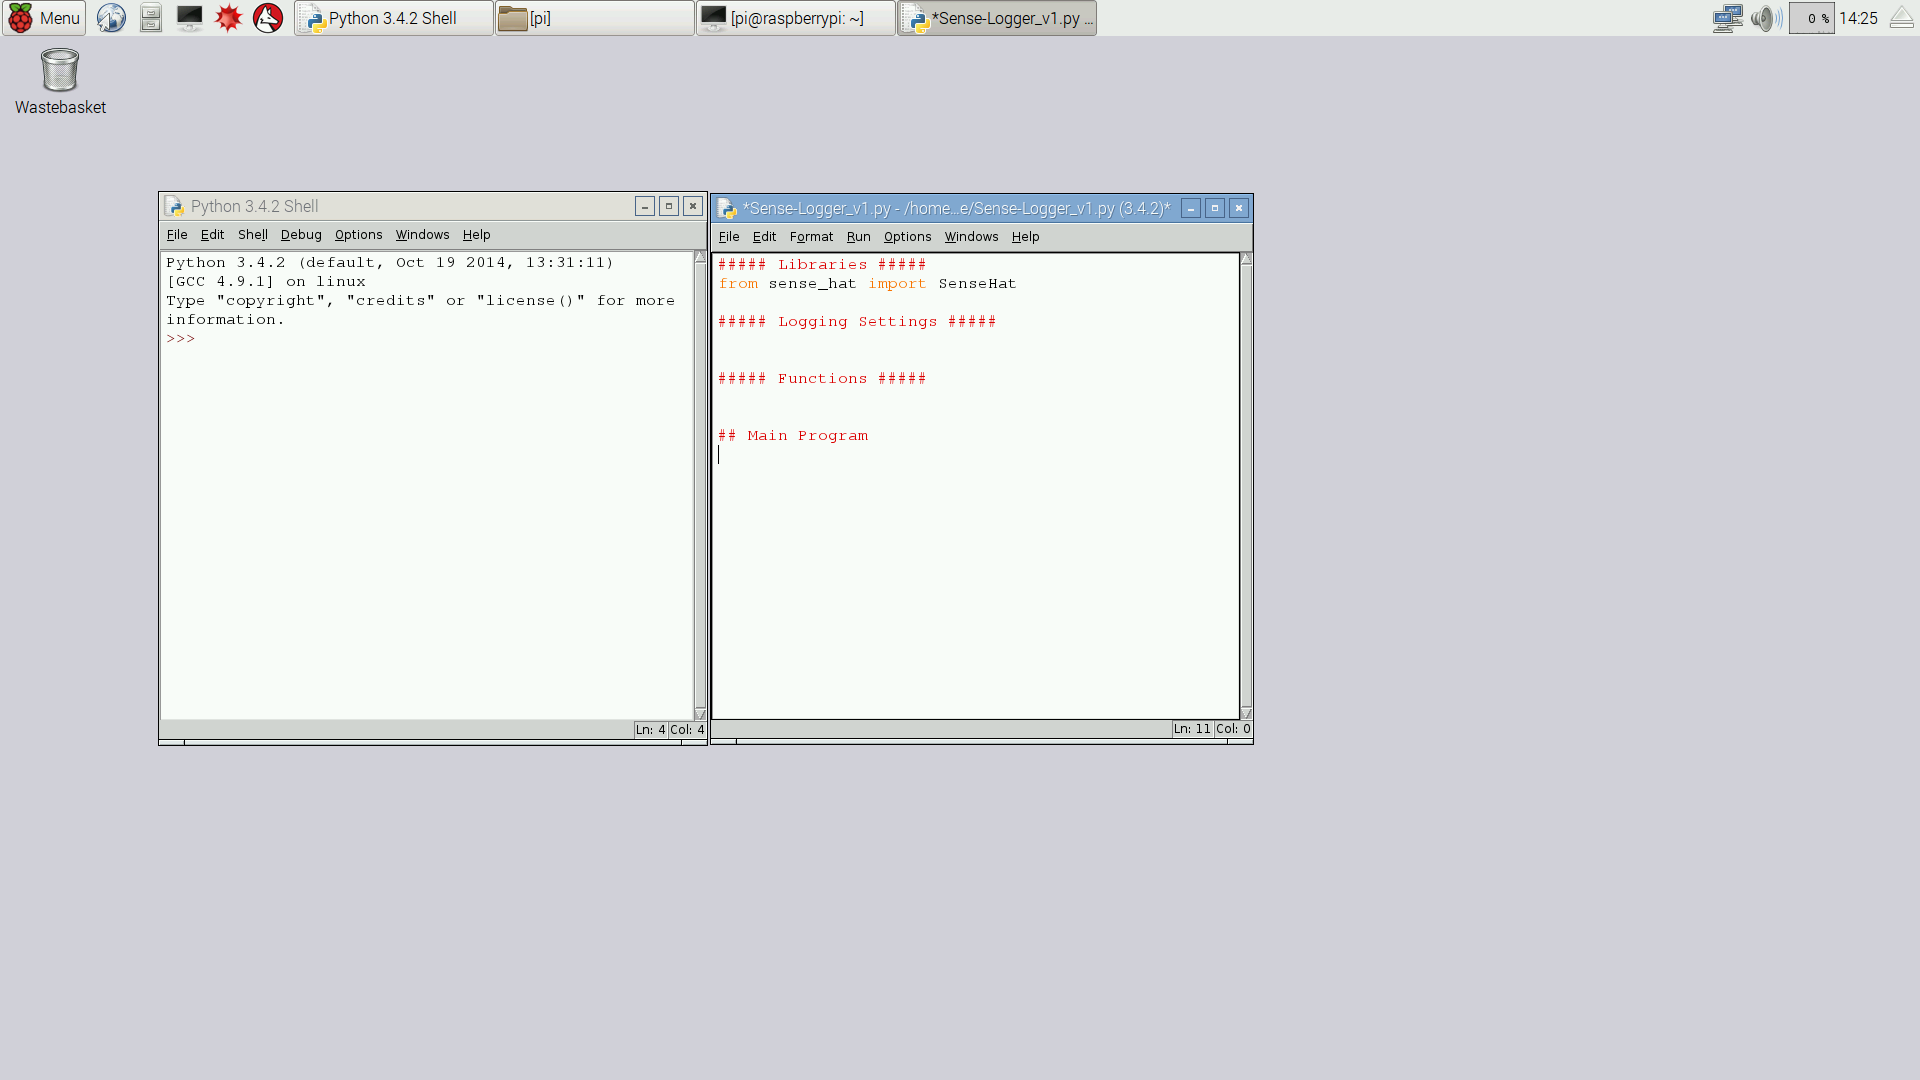 Menu
Python 3.4.2 Shell
[pi]
[pi@raspberrypi: ~]
*Sense-Logger_v1.py ...
0 %
14:25
Wastebasket
Python 3.4.2 Shell
File Edit Shell Debug Options Windows Help
Python 3.4.2 (default, Oct 19 2014, 13:31:11)
[GCC 4.9.1] on linux
Type "copyright", "credits" or "license()" for more
information.
>>>
Ln: 4 Col: 4
*Sense-Logger_v1.py - /home...e/Sense-Logger_v1.py (3.4.2)*
File Edit Format Run Options Windows Help
##### Libraries #####
from sense_hat import SenseHat
##### Logging Settings #####
##### Functions #####
## Main Program
Ln: 11 Col: 0